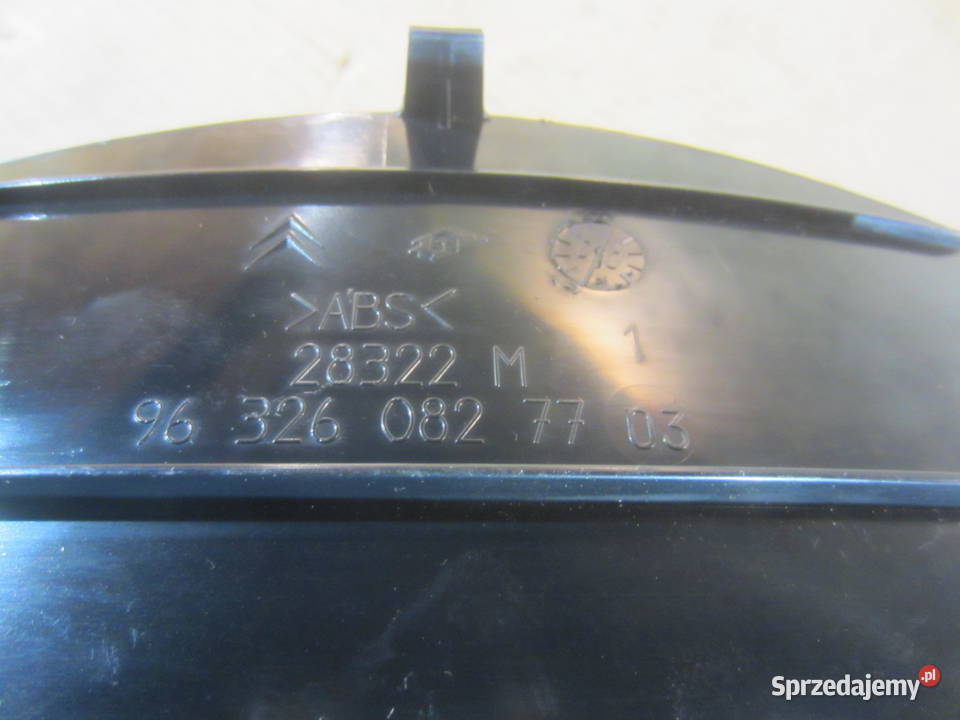 >ABS<
1
28322 M
96 326 082 77 03
Sprzedajemy.pl